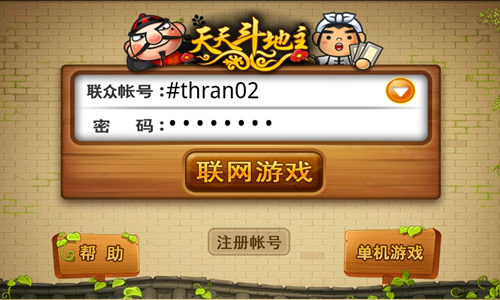 天天斗地主
联众帐号：#thran02
密 码：••••••••
联网游戏
帮 助
注册帐号
单机游戏